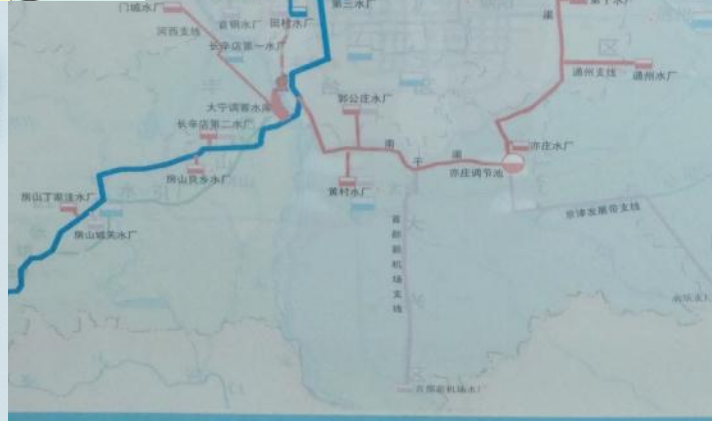 门城水厂
第三水厂
第十水厂
首钢水厂
田村水厂
河西支线
长辛店第一水厂
渠
区
丰
台
区
通州支线
通州水厂
大宁调蓄水库
郭公庄水厂
长辛店第二水厂
南
干
渠
亦庄水厂
亦庄调节池
房山良乡水厂
黄村水厂
房山丁家洼水厂
房山城关水厂
京津发展带支线
首都新机场支线
大
兴
区
首都新机场水厂